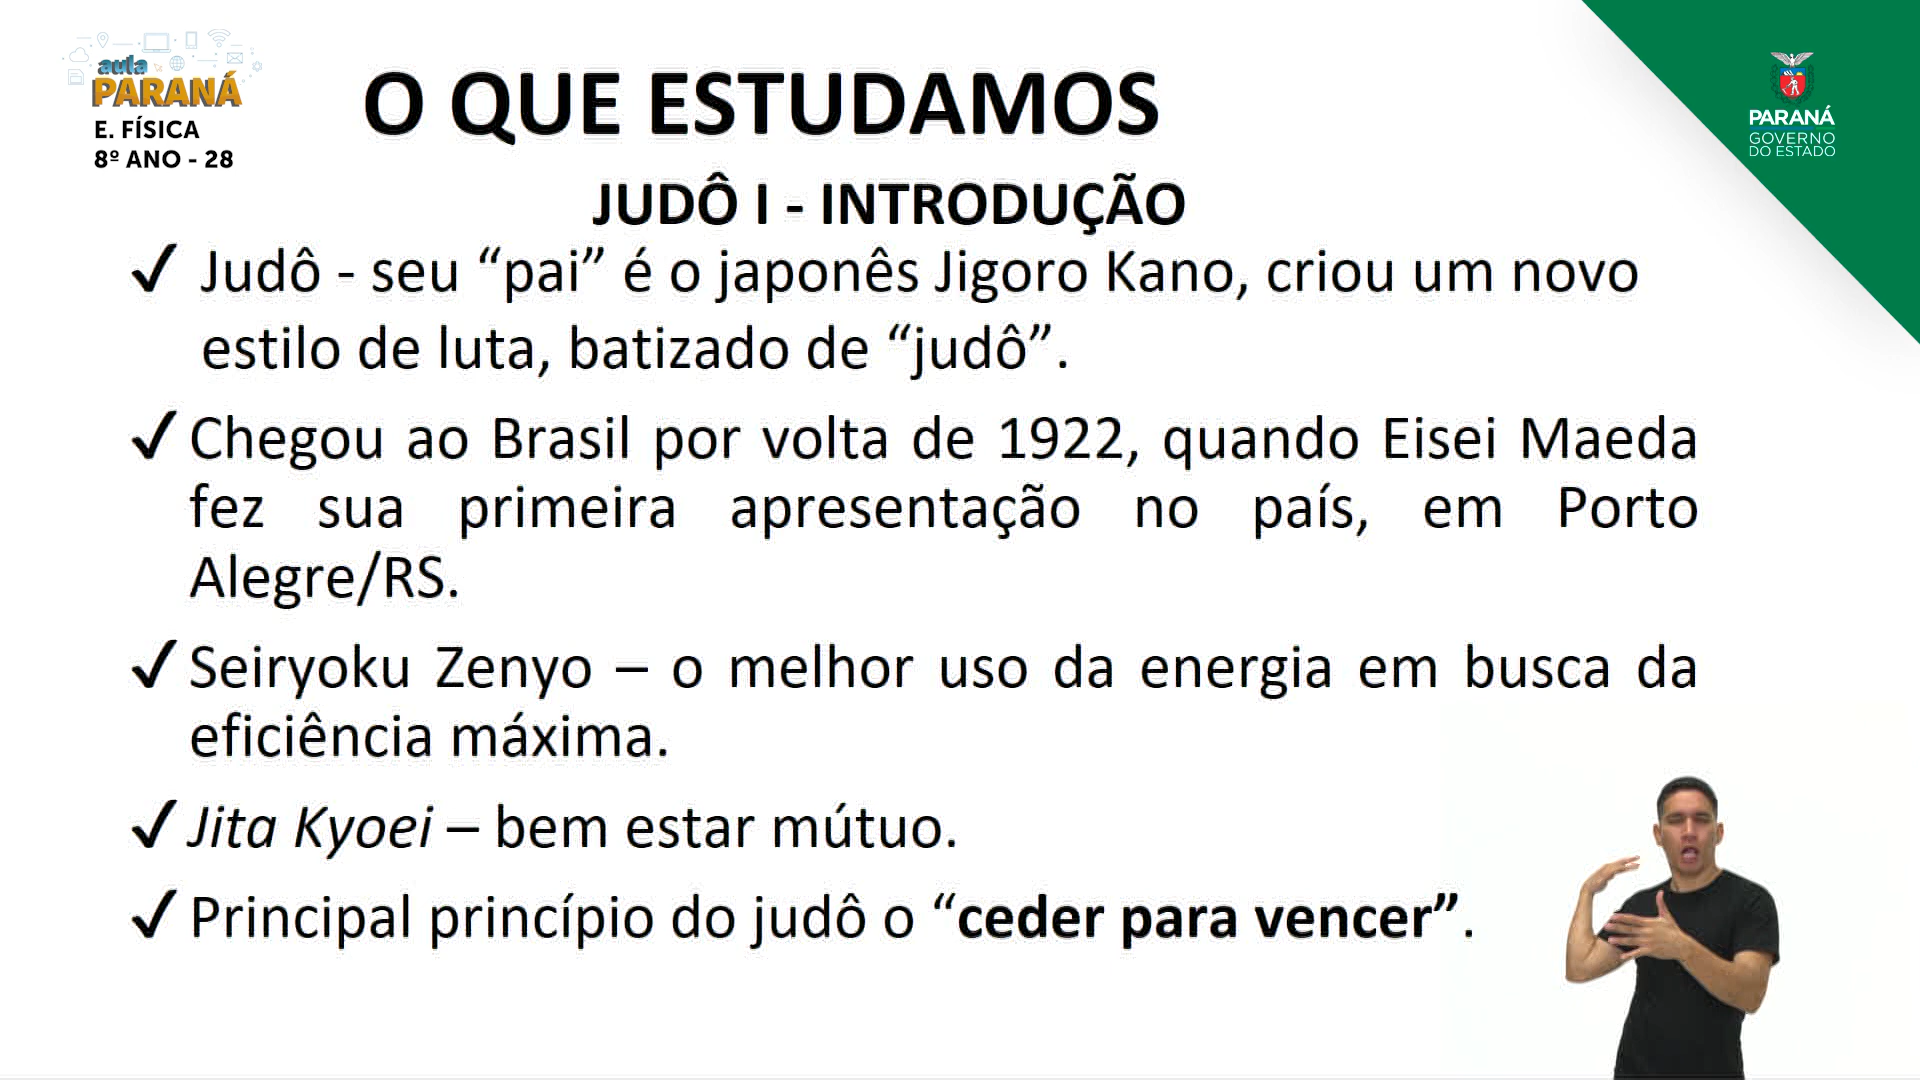 aula
PARANÁ
E. FÍSICA
8º ANO - 28
O QUE ESTUDAMOS
PARANÁ
GOVERNO
DO ESTADO
JUDÔ I - INTRODUÇÃO
✓ Judô - seu “pai” é o japonês Jigoro Kano, criou um novo
estilo de luta, batizado de “judô”.
✓ Chegou ao Brasil por volta de 1922, quando Eisei Maeda
fez sua primeira apresentação no país, em Porto
Alegre/RS.
✓ Seiryoku Zenyo – o melhor uso da energia em busca da
eficiência máxima.
✓ Jita Kyoei – bem estar mútuo.
✓ Principal princípio do judô o “ceder para vencer”.